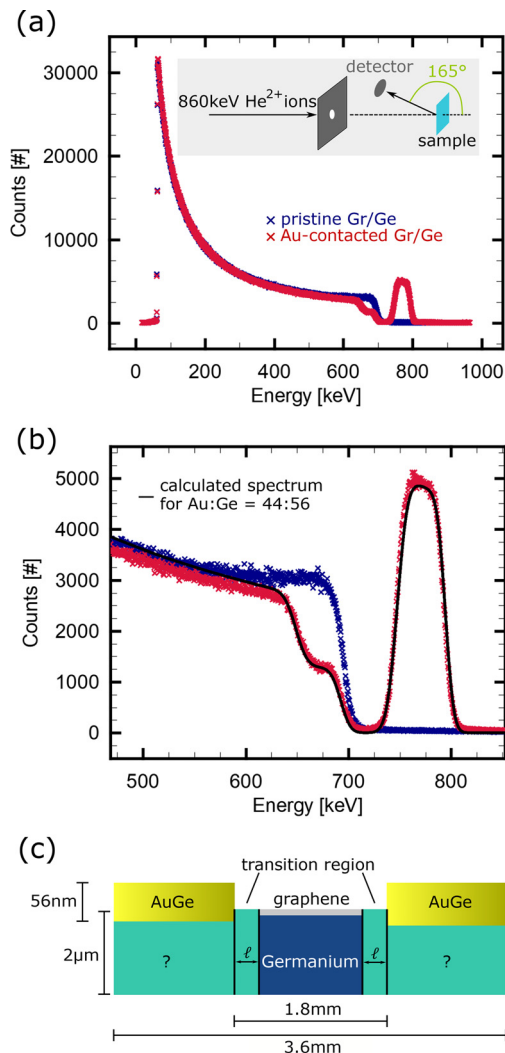 (a)
30000
20000
10000
0
Counts [#]
detector
165°
860keV He²⁺ions
sample
× pristine Gr/Ge
× Au-contacted Gr/Ge
0 200 400 600 800 1000
Energy [keV]
(b)
5000
4000
3000
2000
1000
0
Counts [#]
calculated spectrum
for Au:Ge = 44:56
500 600 700 800
Energy [keV]
(c)
transition region
graphene
56nm
AuGe
AuGe
2μm
?
ℓ
Germanium
ℓ
?
1.8mm
3.6mm